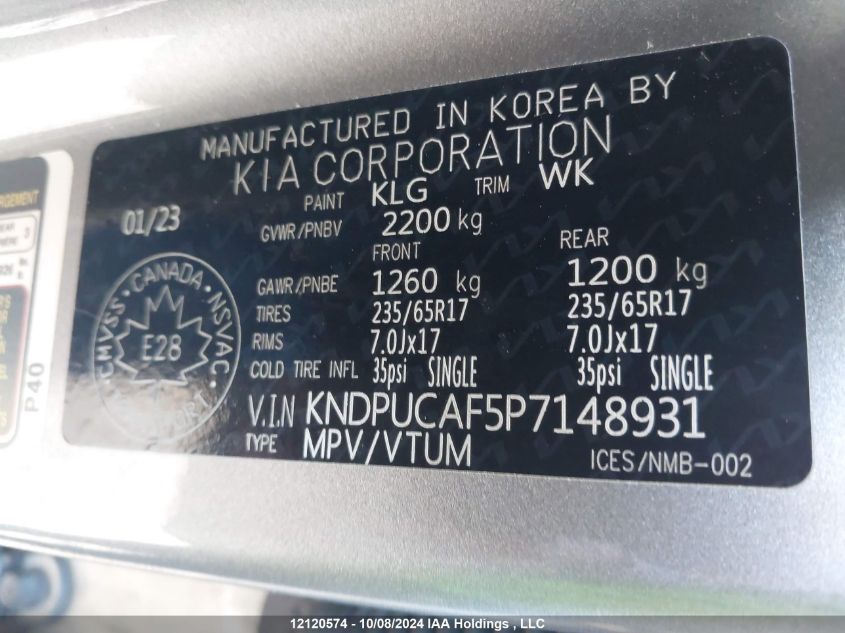 MANUFACTURED IN KOREA BY
KIA CORPORATION
PAINT KLG TRIM WK
01/23
GVWR/PNBV 2200 kg
FRONT REAR
GAWR/PNBE 1260 kg 1200 kg
TIRES 235/65R17 235/65R17
RIMS 7.0Jx17 7.0Jx17
COLD TIRE INFL 35psi SINGLE 35psi SINGLE
V.I.N KNDPUCAF5P7148931
TYPE MPV/VTUM
ICES/NMB-002
CMVSS · CANADA · NSVAC
E28
P40
12120574 - 10/08/2024 IAA Holdings , LLC